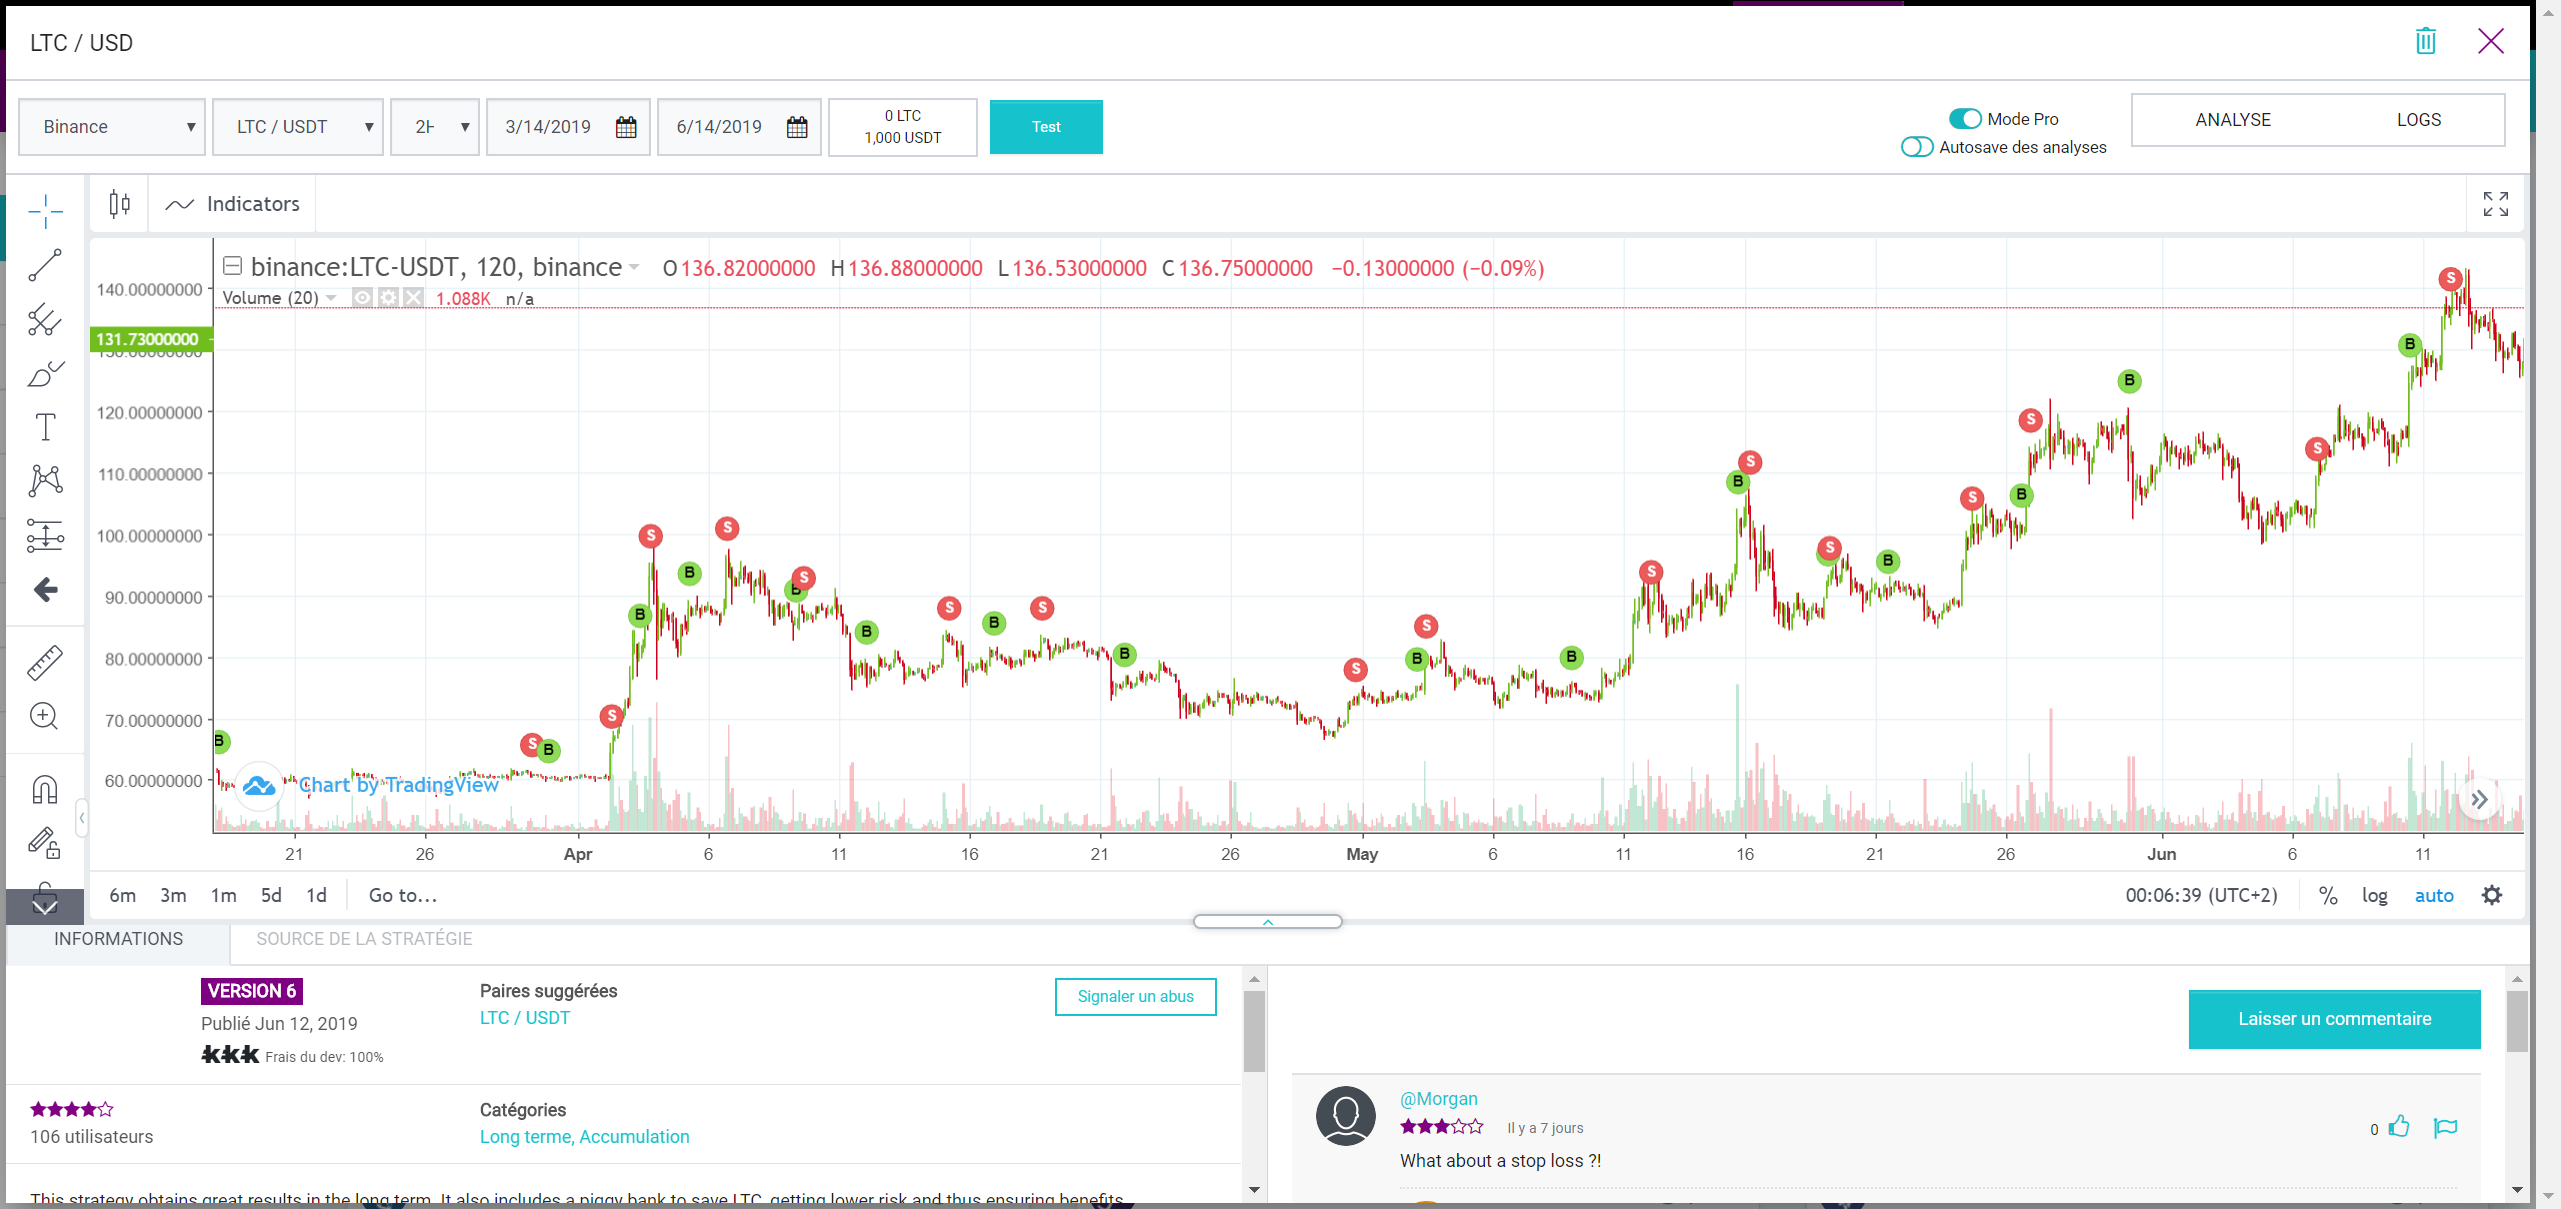 LTC / USD
Binance
LTC / USDT
2H
3/14/2019
6/14/2019
0 LTC
1,000 USDT
Test
Mode Pro
Autosave des analyses
ANALYSE
LOGS
Indicators
binance:LTC-USDT, 120, binance O 136.82000000 H 136.88000000 L 136.53000000 C 136.75000000 −0.13000000 (−0.09%)
Volume (20) 1.088K n/a
140.00000000
131.73000000
130.00000000
120.00000000
110.00000000
100.00000000
90.00000000
80.00000000
70.00000000
60.00000000
B S B S B S B S B S B S B S B S B S B B S B S S B B S B S B S B S
Chart by TradingView
21 26 Apr 6 11 16 21 26 May 6 11 16 21 26 Jun 6 11
6m 3m 1m 5d 1d Go to...
00:06:39 (UTC+2) % log auto
INFORMATIONS
SOURCE DE LA STRATÉGIE
VERSION 6
Publié Jun 12, 2019
Frais du dev: 100%
Paires suggérées
LTC / USDT
Signaler un abus
106 utilisateurs
Catégories
Long terme, Accumulation
This strategy obtains great results in the long term. It also includes a piggy bank to save LTC, getting lower risk and thus ensuring benefits
Laisser un commentaire
@Morgan
Il y a 7 jours
0
What about a stop loss ?!